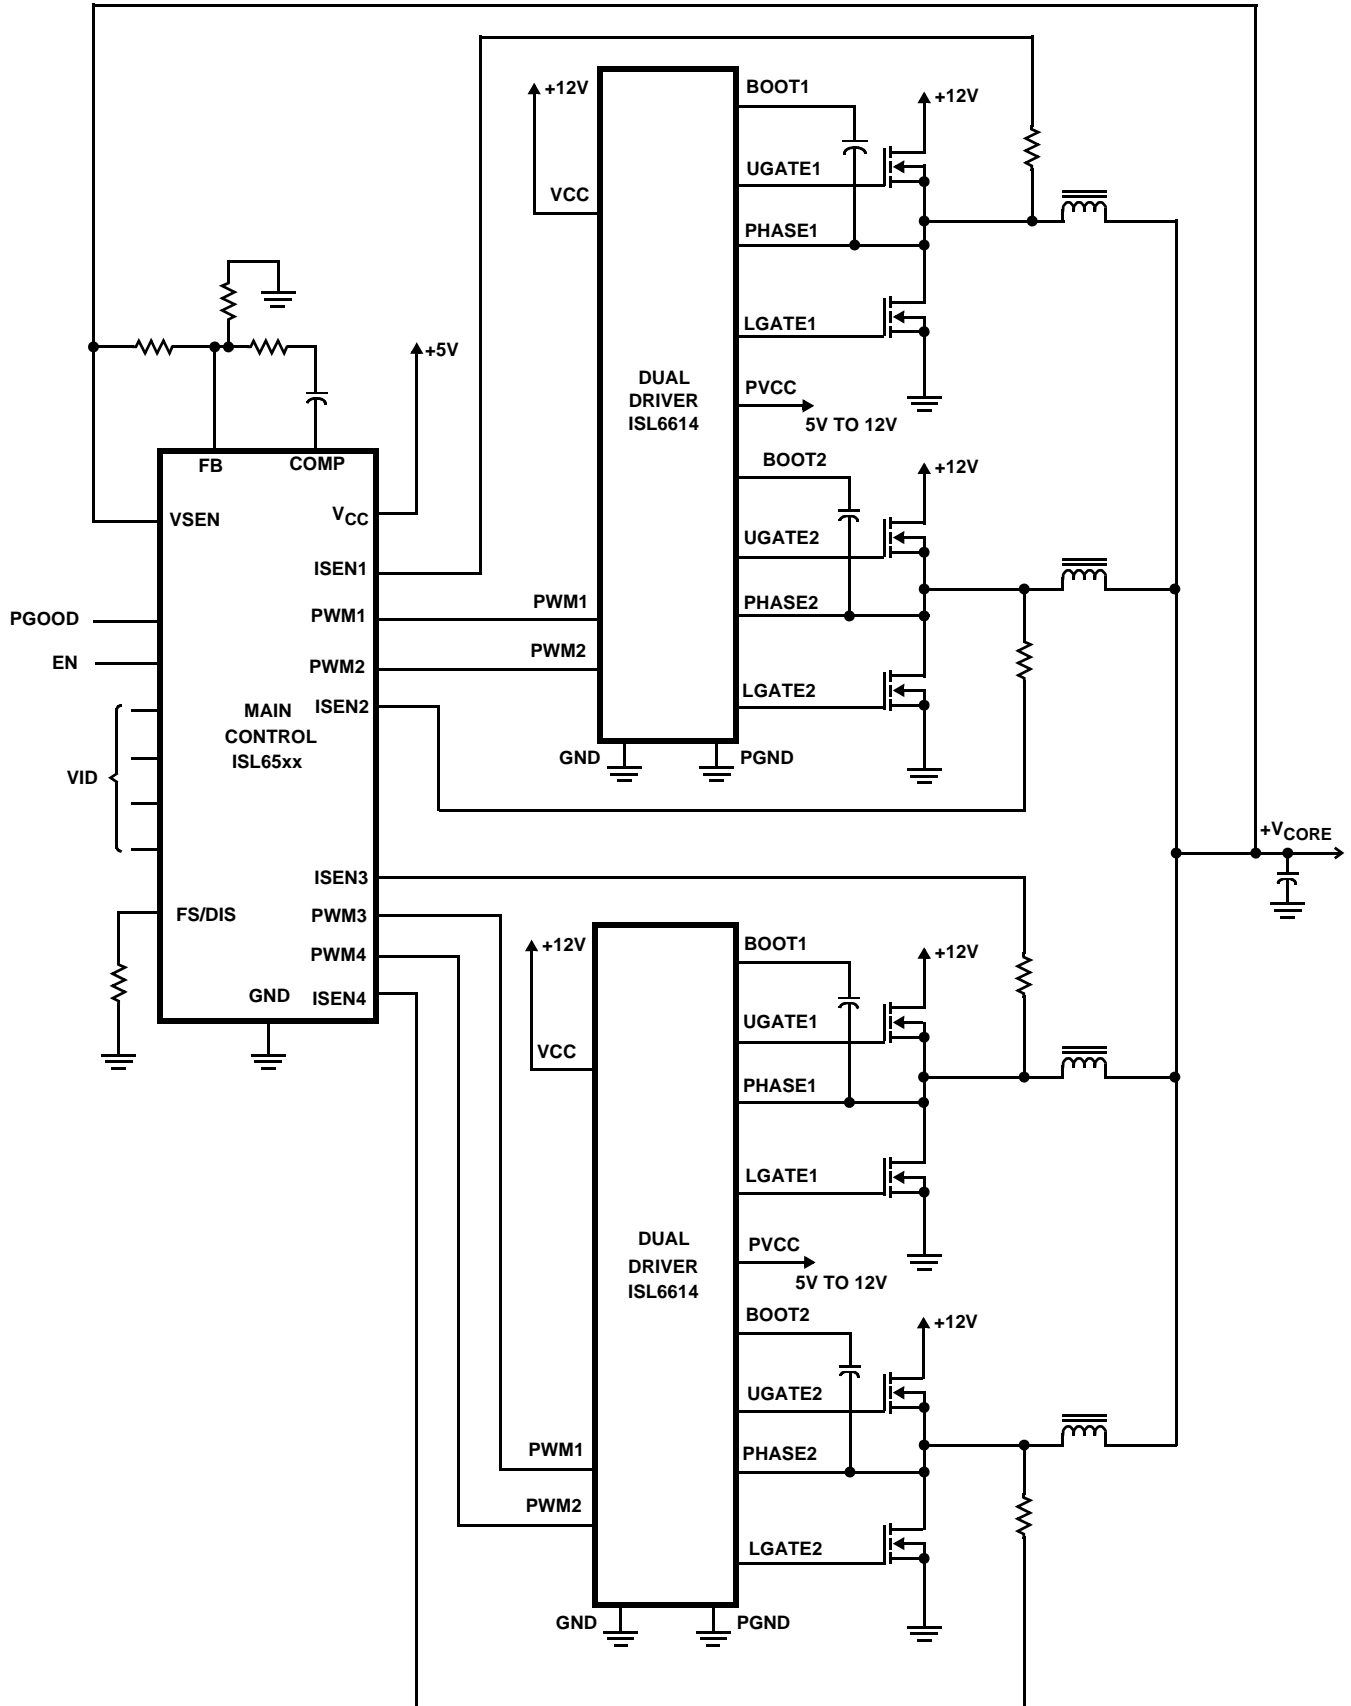 +12V
BOOT1
+12V
UGATE1
VCC
PHASE1
LGATE1
+5V
DUAL
DRIVER
ISL6614
PVCC
5V TO 12V
BOOT2
+12V
FB
COMP
VSEN
VCC
UGATE2
ISEN1
PWM1
PWM1
PHASE2
PGOOD
PWM2
PWM2
EN
ISEN2
LGATE2
MAIN
CONTROL
ISL65xx
GND
PGND
VID
+VCORE
ISEN3
FS/DIS
PWM3
PWM4
ISEN4
GND
+12V
BOOT1
+12V
UGATE1
VCC
PHASE1
LGATE1
DUAL
DRIVER
ISL6614
PVCC
5V TO 12V
BOOT2
+12V
UGATE2
PWM1
PHASE2
PWM2
LGATE2
GND
PGND